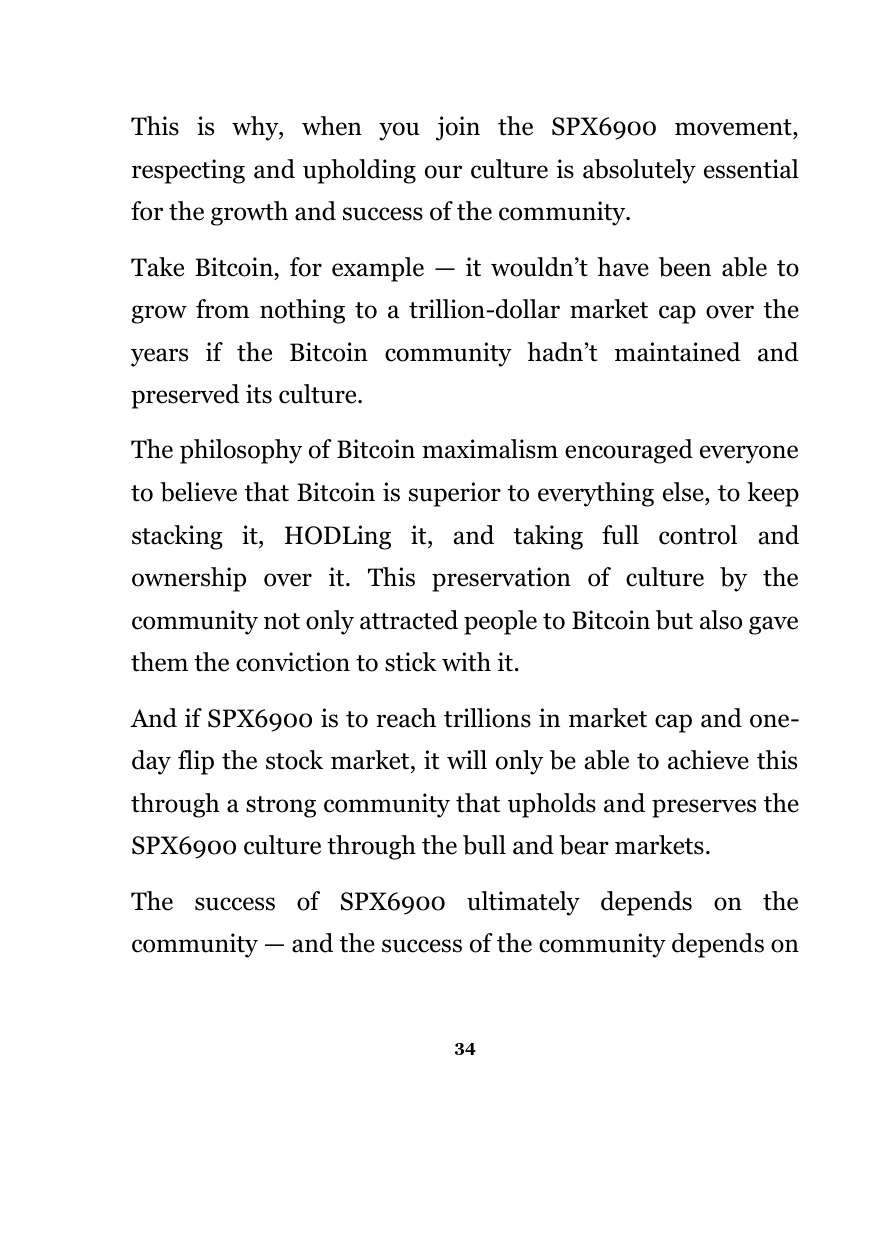 This is why, when you join the SPX6900 movement,
respecting and upholding our culture is absolutely essential
for the growth and success of the community.
Take Bitcoin, for example — it wouldn’t have been able to
grow from nothing to a trillion-dollar market cap over the
years if the Bitcoin community hadn’t maintained and
preserved its culture.
The philosophy of Bitcoin maximalism encouraged everyone
to believe that Bitcoin is superior to everything else, to keep
stacking it, HODLing it, and taking full control and
ownership over it. This preservation of culture by the
community not only attracted people to Bitcoin but also gave
them the conviction to stick with it.
And if SPX6900 is to reach trillions in market cap and one-
day flip the stock market, it will only be able to achieve this
through a strong community that upholds and preserves the
SPX6900 culture through the bull and bear markets.
The success of SPX6900 ultimately depends on the
community — and the success of the community depends on
34